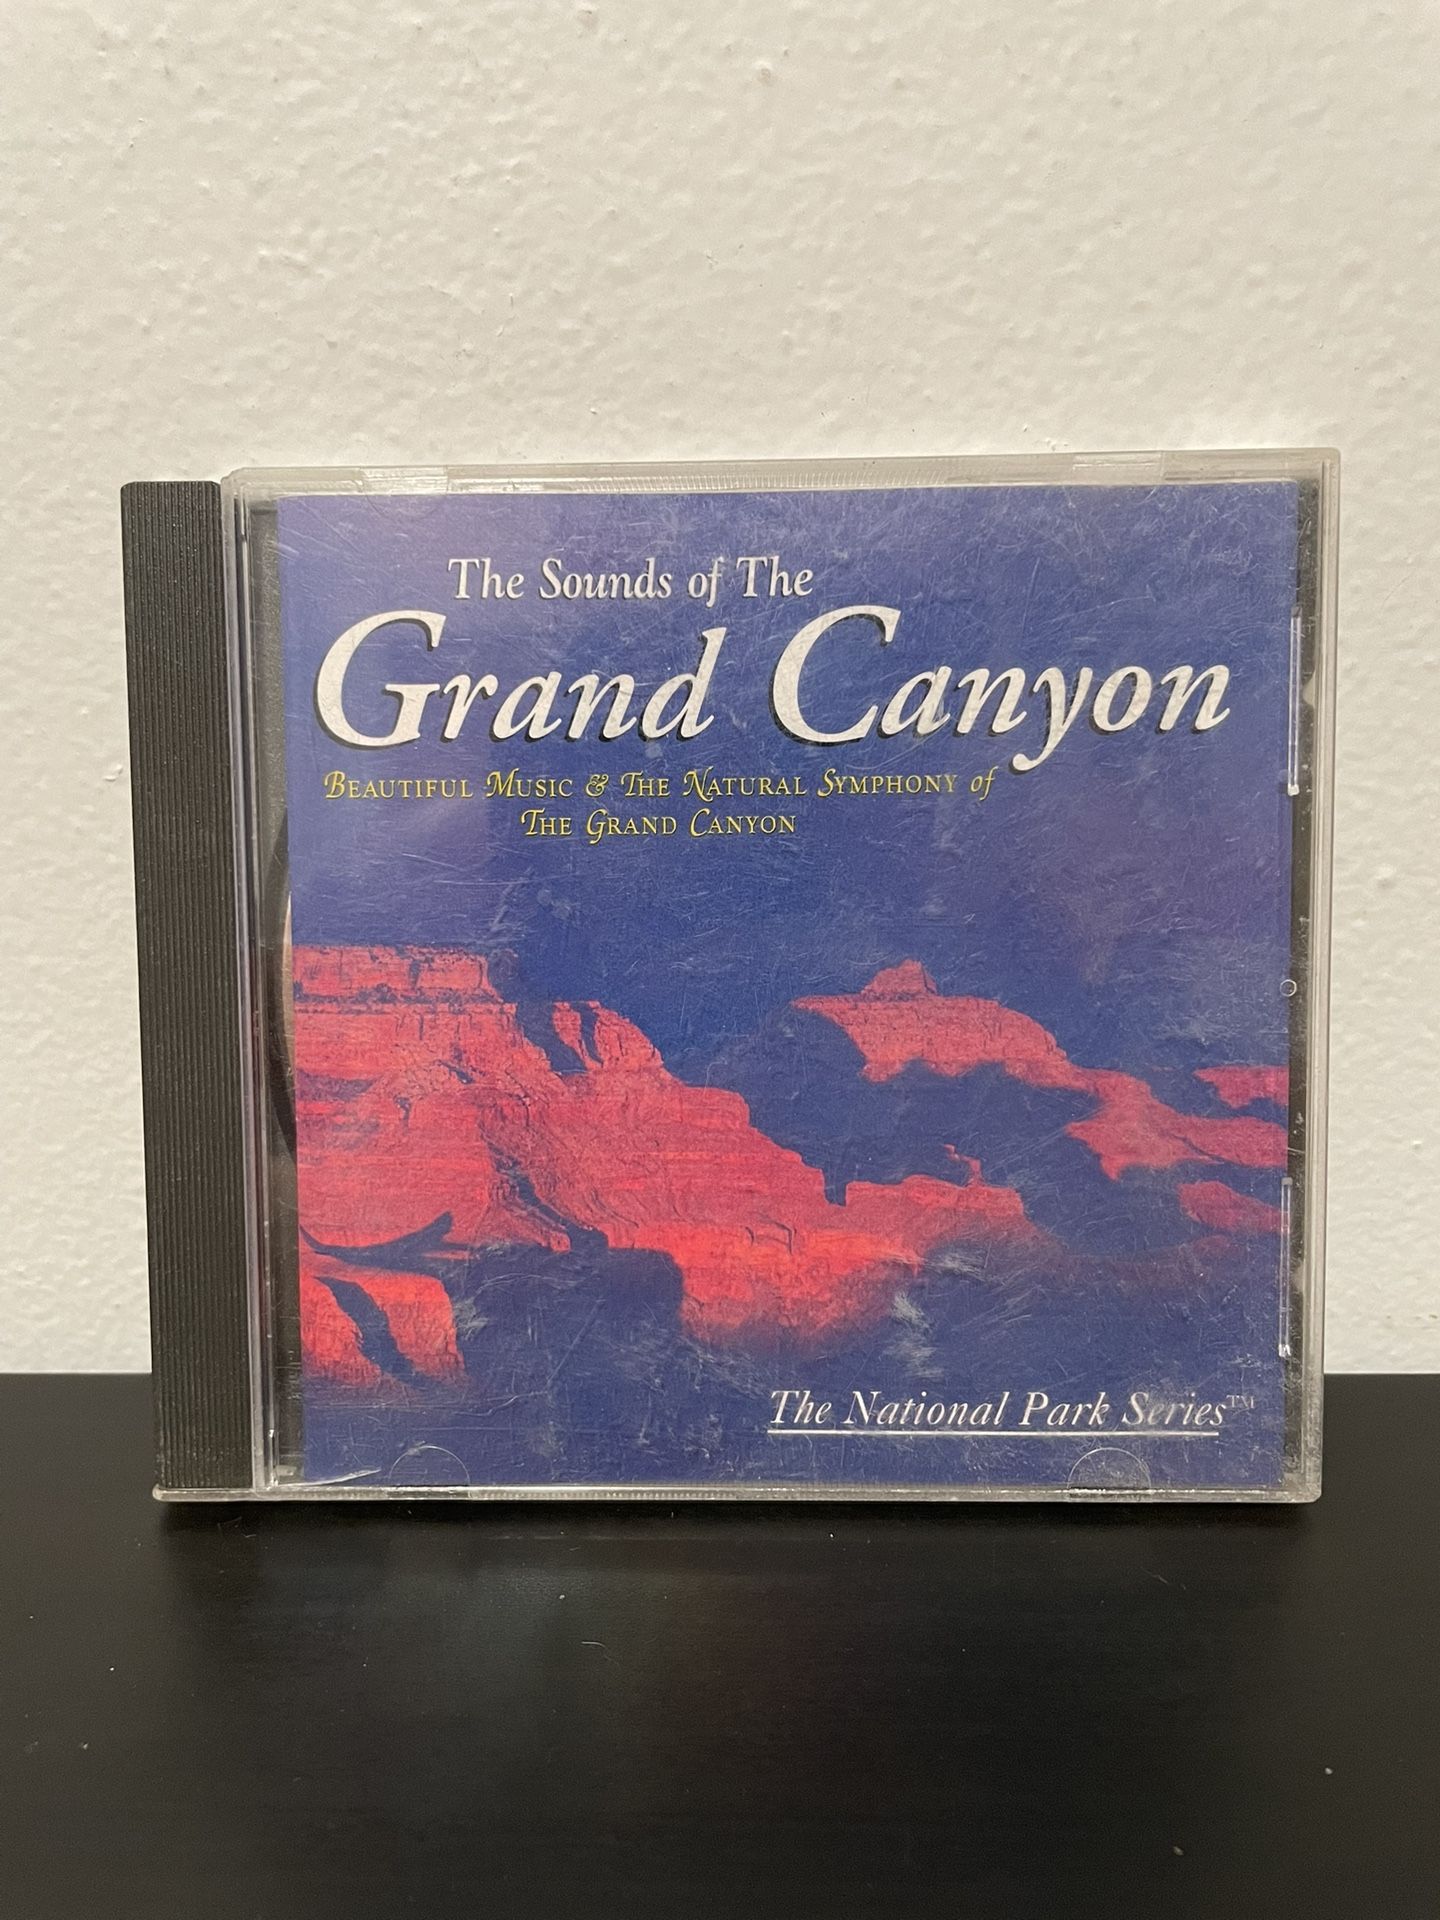 The Sounds of The
Grand Canyon
Beautiful Music & The Natural Symphony of
The Grand Canyon
The National Park Series™